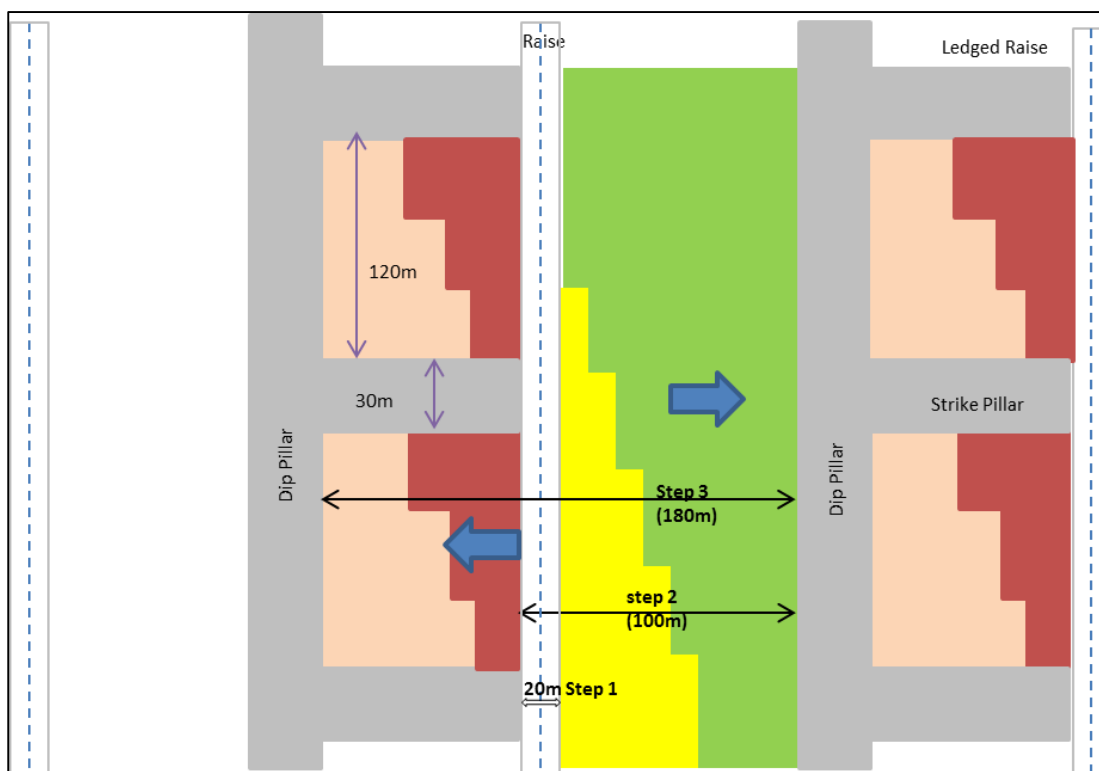 Raise
Ledged Raise
120m
30m
Strike Pillar
Dip Pillar
Dip Pillar
Step 3
(180m)
step 2
(100m)
20m Step 1